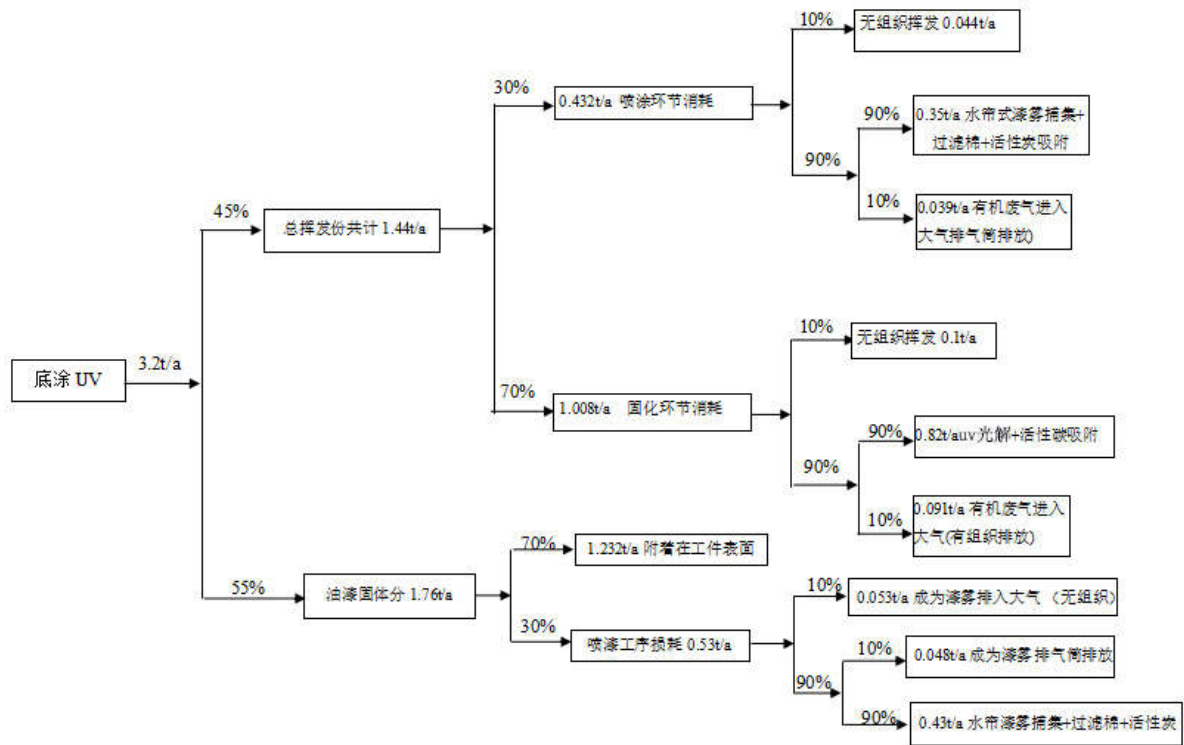 底涂 UV
3.2t/a
45%
总挥发份共计 1.44t/a
30%
0.432t/a 喷涂环节消耗
10%
无组织挥发 0.044t/a
90%
90%
0.35t/a 水帘式漆雾捕集+
过滤棉+活性炭吸附
10%
0.039t/a 有机废气进入
大气排气筒排放)
70%
1.008t/a 固化环节消耗
10%
无组织挥发 0.1t/a
90%
90%
0.82t/auv 光解+活性碳吸附
10%
0.091t/a 有机废气进入
大气(有组织排放)
55%
油漆固体分 1.76t/a
70%
1.232t/a 附着在工件表面
30%
喷漆工序损耗 0.53t/a
10%
0.053t/a 成为漆雾排入大气 （无组织）
90%
10%
0.048t/a 成为漆雾排气筒排放
90%
0.43t/a 水帘漆雾捕集+过滤棉+活性炭